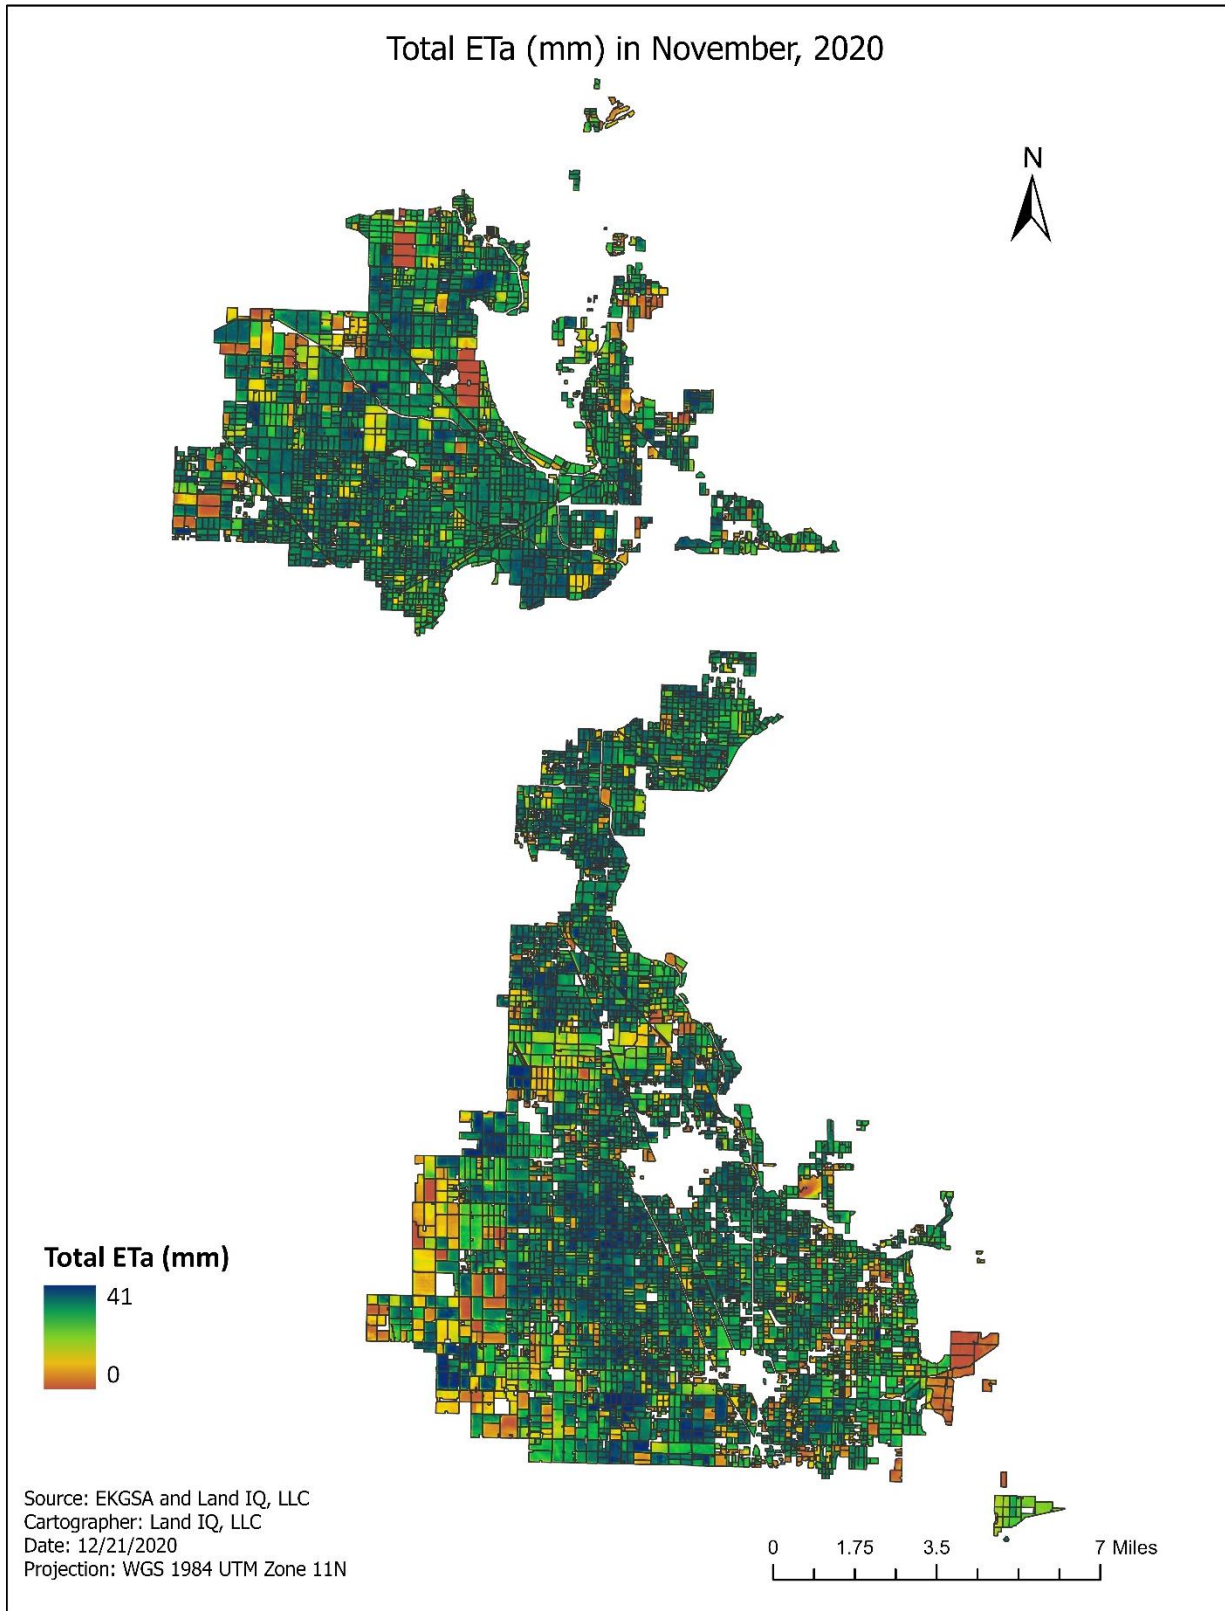 Total ETa (mm) in November, 2020
N
Total ETa (mm)
41
0
Source: EKGSA and Land IQ, LLC
Cartographer: Land IQ, LLC
Date: 12/21/2020
Projection: WGS 1984 UTM Zone 11N
0 1.75 3.5 7 Miles